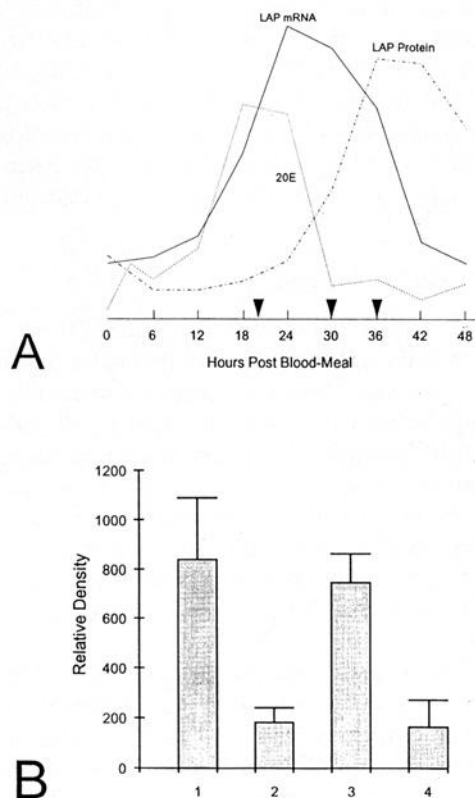 LAP mRNA
LAP Protein
20E
0 6 12 18 24 30 36 42 48
Hours Post Blood-Meal
A
1200
1000
800
600
400
200
0
Relative Density
1 2 3 4
B